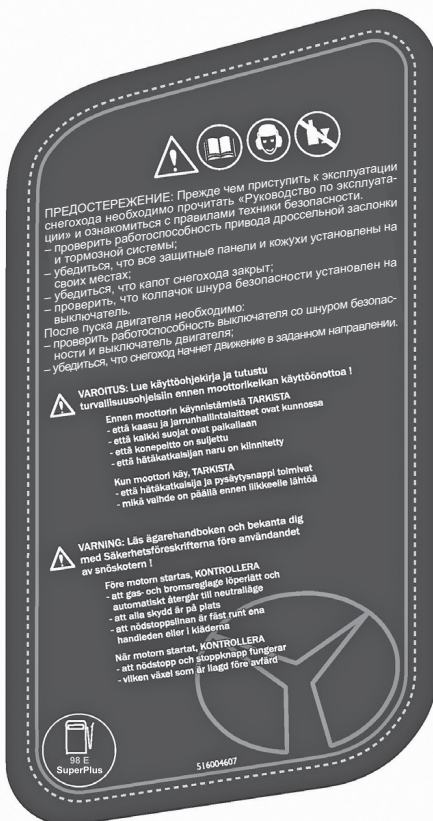 ПРЕДОСТЕРЕЖЕНИЕ: Прежде чем приступить к эксплуатации
снегохода необходимо прочитать «Руководство по эксплуата-
ции» и ознакомиться с правилами техники безопасности.
– проверить работоспособность привода дроссельной заслонки
и тормозной системы;
– убедиться, что все защитные панели и кожухи установлены на
своих местах;
– убедиться, что капот снегохода закрыт;
– проверить, что колпачок шнура безопасности установлен на
выключатель.
После пуска двигателя необходимо:
– проверить работоспособность выключателя со шнуром безопас-
ности и выключатель двигателя;
– убедиться, что снегоход начнет движение в заданном направлении.
VAROITUS: Lue käyttöohjekirja ja tutustu
turvallisuusohjeisiin ennen moottorikelkan käyttöönottoa !
Ennen moottorin käynnistämistä TARKISTA
- että kaasu ja jarrunhallintalaitteet ovat kunnossa
- että kaikki suojat ovat paikallaan
- että konepeitto on suljettu
- että hätäkatkaisijan naru on kiinnitetty
Kun moottori käy, TARKISTA
- että hätäkatkaisija ja pysäytysnappi toimivat
- mikä vaihde on päällä ennen liikkeelle lähtöä
VARNING: Läs ägarehandboken och bekanta dig
med Säkerhetsföreskrifterna före användandet
av snöskotern !
Före motorn startas, KONTROLLERA
- att gas- och bromsreglage löperlätt och
automatiskt återgår till neutralläge
- att alla skydd är på plats
- att nödstoppslinan är fäst runt ena
handleden eller i kläderna
När motorn startat, KONTROLLERA
- att nödstopp och stoppknapp fungerar
- vilken växel som är ilagd före avfärd
98 E
SuperPlus
516004607